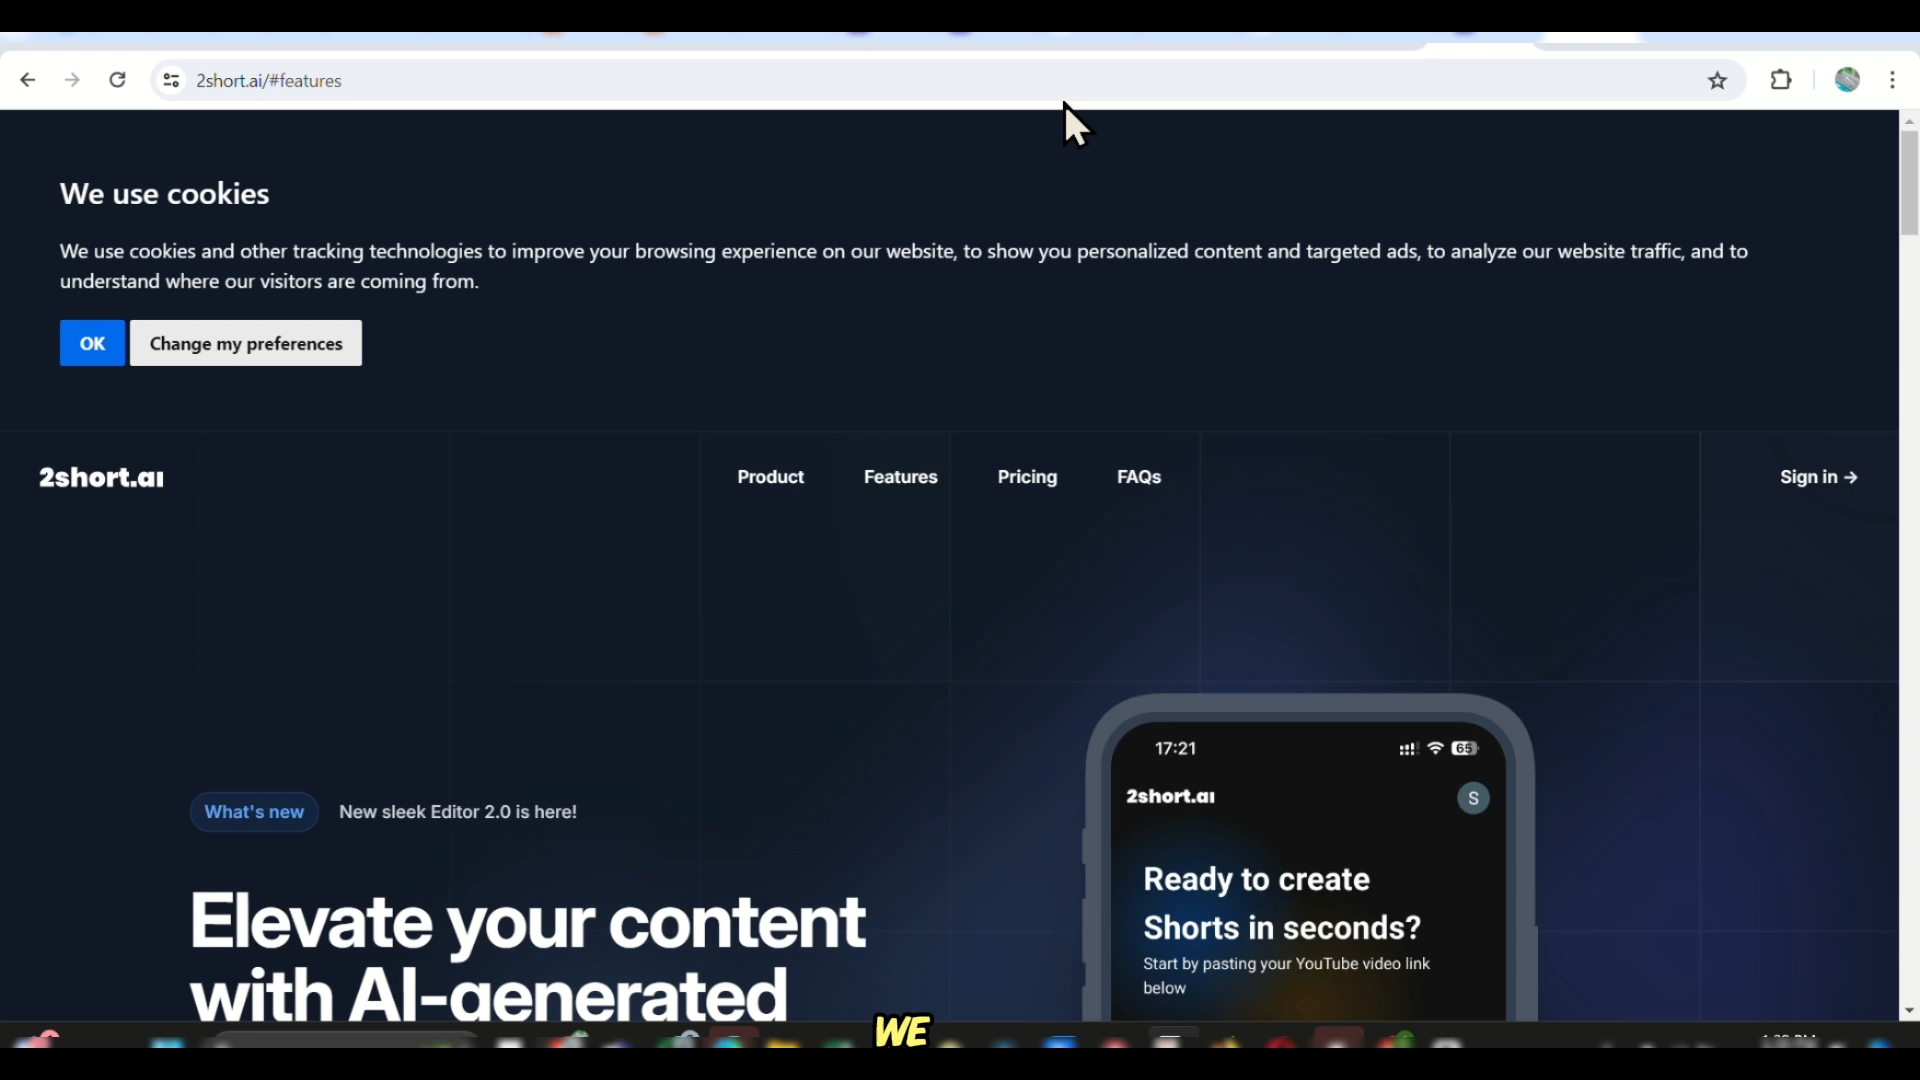 2short.ai/#features
We use cookies
We use cookies and other tracking technologies to improve your browsing experience on our website, to show you personalized content and targeted ads, to analyze our website traffic, and to
understand where our visitors are coming from.
OK
Change my preferences
2short.ai
Product
Features
Pricing
FAQs
Sign in →
What's new
New sleek Editor 2.0 is here!
Elevate your content
with AI-generated
17:21
65
2short.ai
S
Ready to create
Shorts in seconds?
Start by pasting your YouTube video link
below
WE